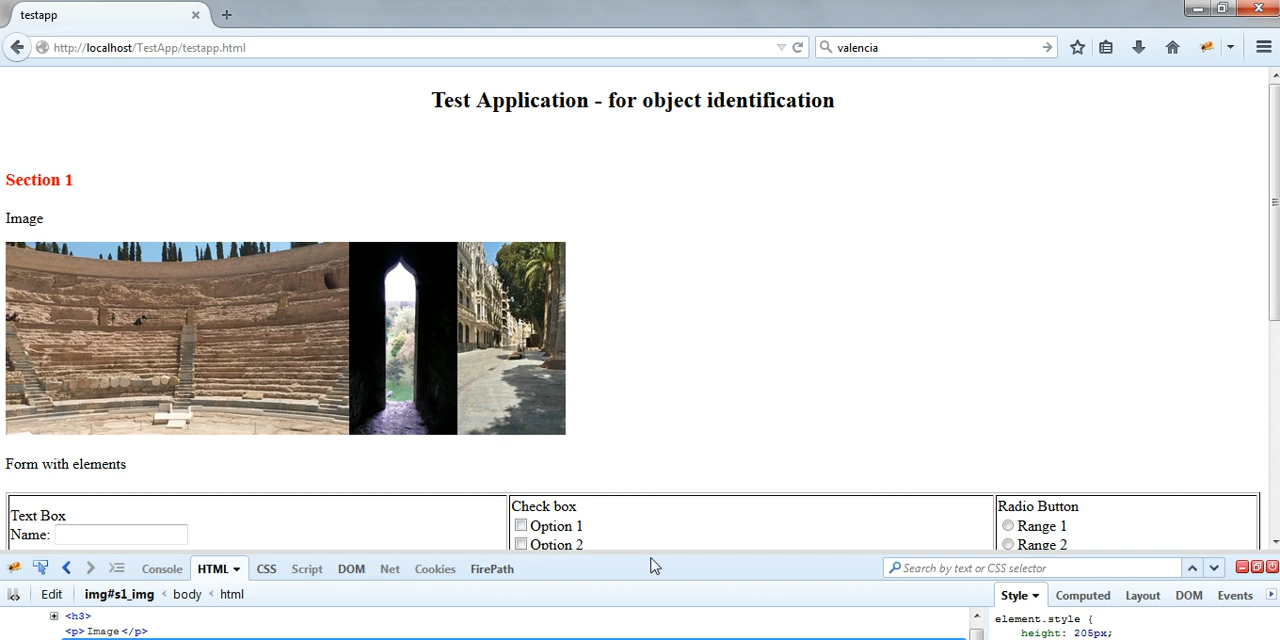 testapp
http://localhost/TestApp/testapp.html
valencia
Test Application - for object identification
Section 1
Image
Form with elements
Text Box
Name:
Check box
Option 1
Option 2
Radio Button
Range 1
Range 2
Console HTML CSS Script DOM Net Cookies FirePath
Search by text or CSS selector
Edit img#s1_img < body < html
Style Computed Layout DOM Events
<h3>
<p>Image</p>
element.style {
height: 205px;